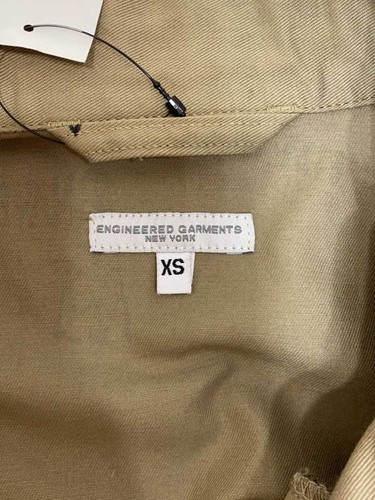 ENGINEERED GARMENTS
NEW YORK
XS